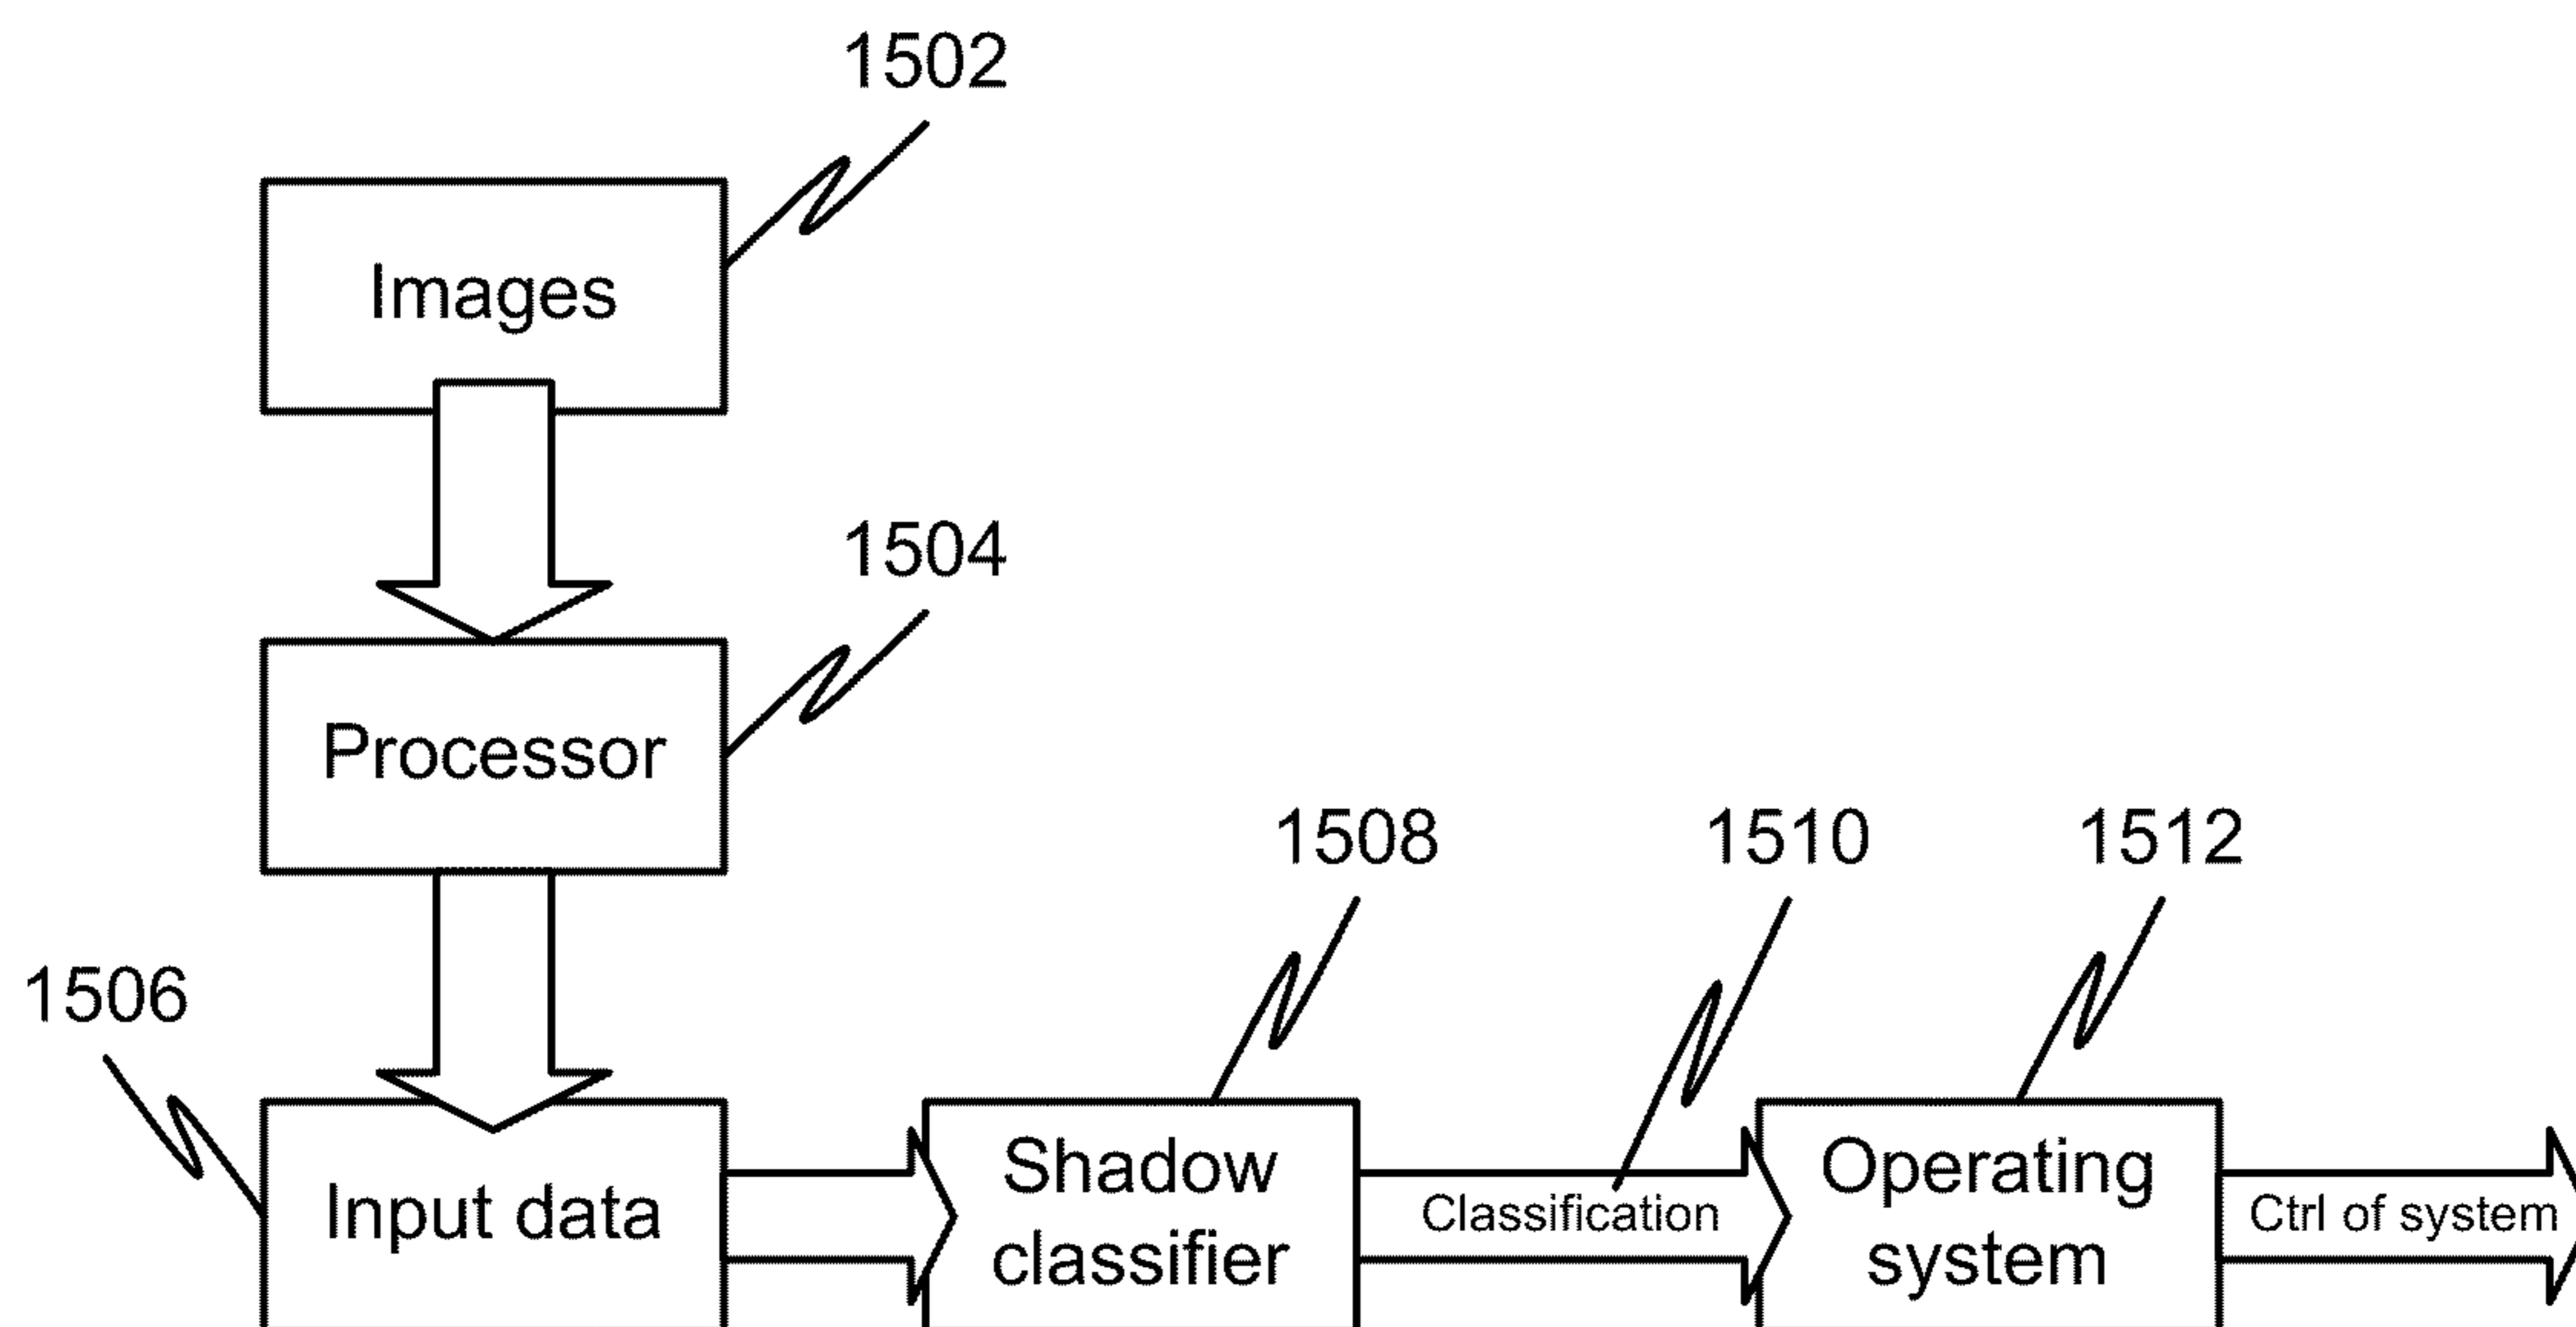 1502
Images
1504
Processor
1508
1510
1512
1506
Shadow
classifier
Classification
Operating
system
Ctrl of system
Input data